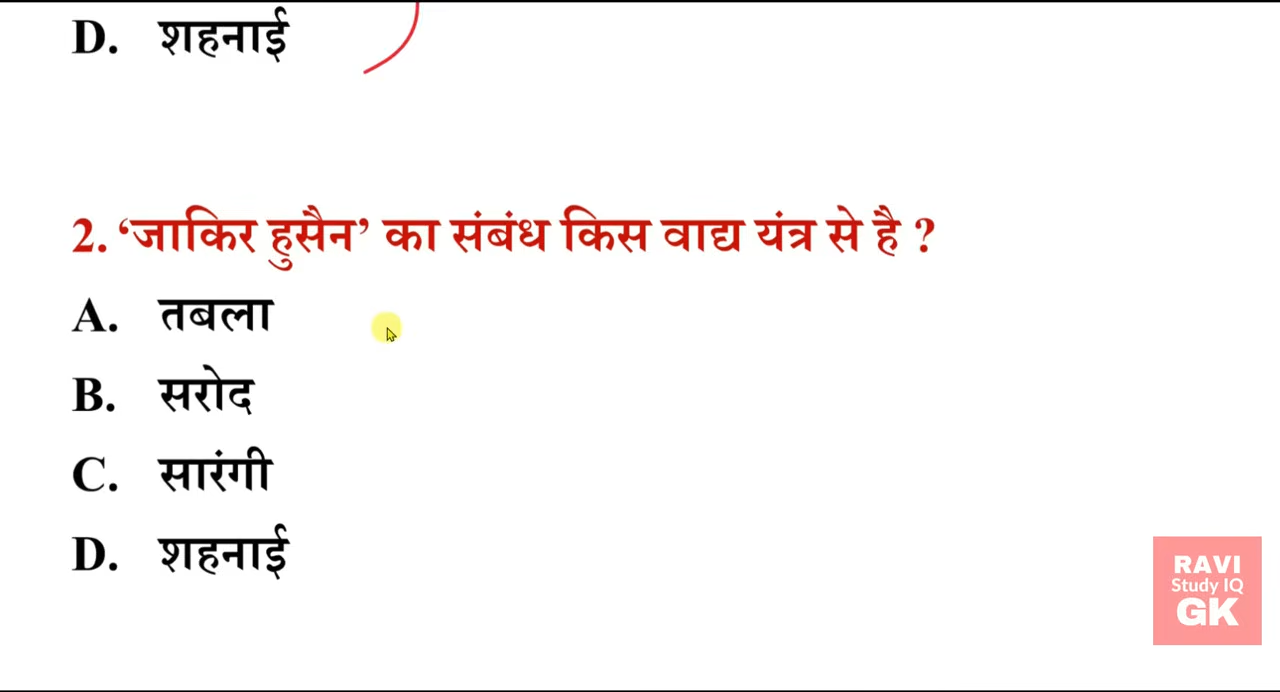 D. शहनाई
2. ‘जाकिर हुसैन’ का संबंध किस वाद्य यंत्र से है ?
A. तबला
B. सरोद
C. सारंगी
D. शहनाई
RAVI
Study IQ
GK